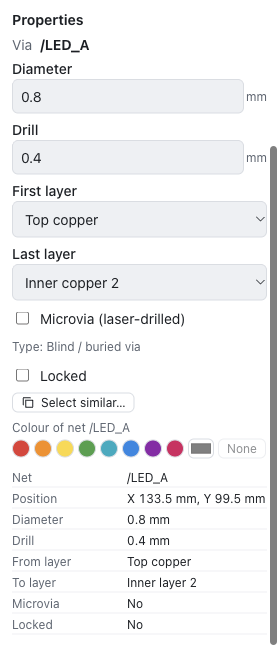 Properties
Via /LED_A
Diameter
0.8 mm
Drill
0.4 mm
First layer
Top copper
Last layer
Inner copper 2
Microvia (laser-drilled)
Type: Blind / buried via
Locked
Select similar...
Colour of net /LED_A
None
Net /LED_A
Position X 133.5 mm, Y 99.5 mm
Diameter 0.8 mm
Drill 0.4 mm
From layer Top copper
To layer Inner layer 2
Microvia No
Locked No